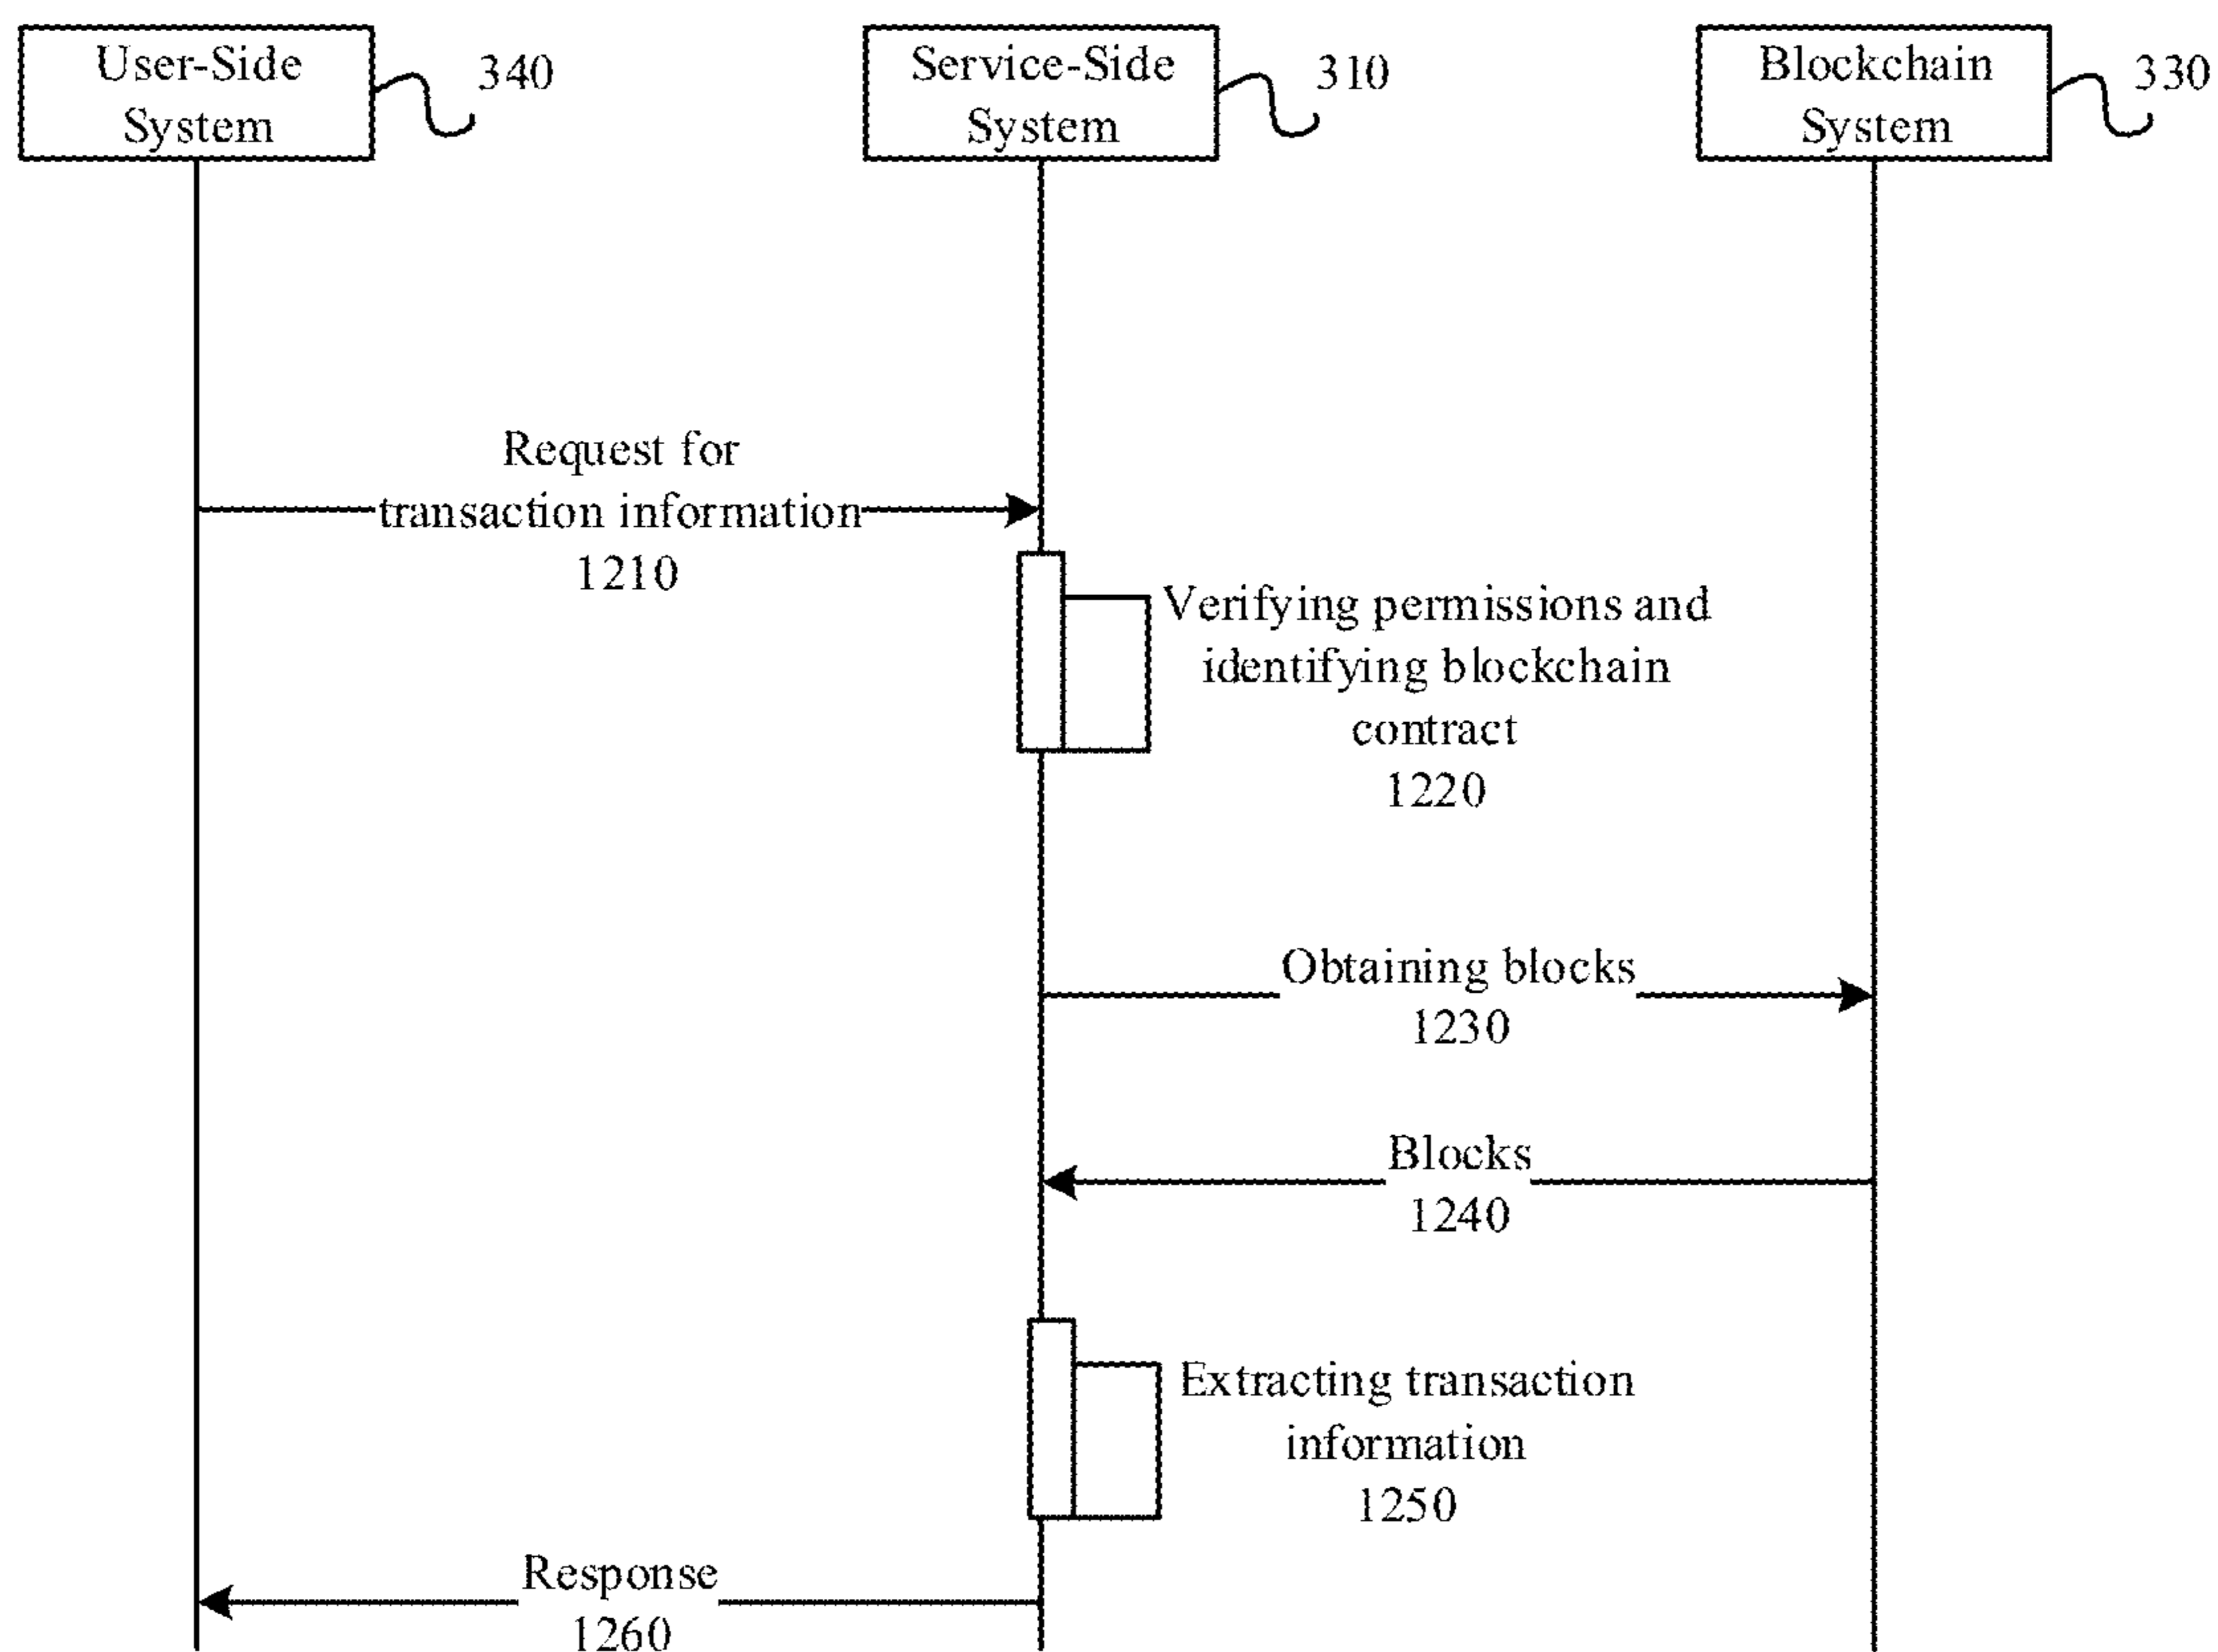 User-Side
System
340
Service-Side
System
310
Blockchain
System
330
Request for
transaction information
1210
Verifying permissions and
identifying blockchain
contract
1220
Obtaining blocks
1230
Blocks
1240
Extracting transaction
information
1250
Response
1260